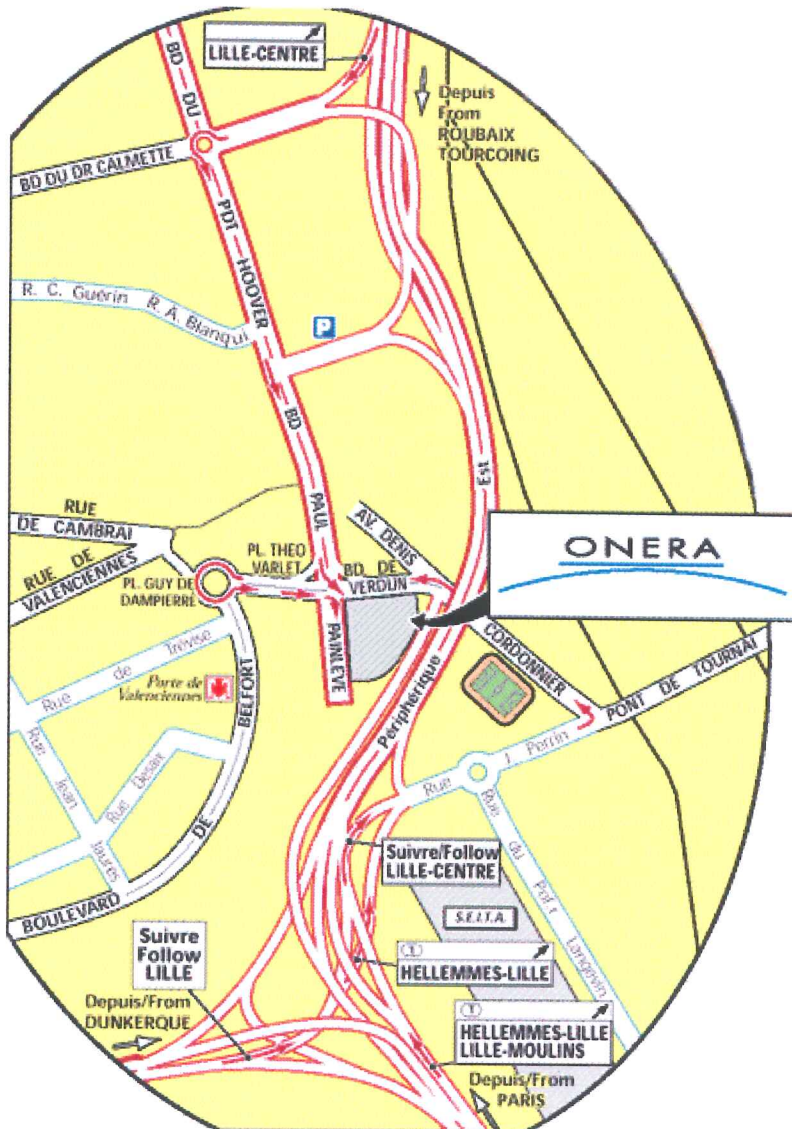 LILLE-CENTRE
BD DU
PDT HOOVER
Depuis
From
ROUBAIX
TOURCOING
BD DU DR CALMETTE
R. C. Guérin
R. A. Blanqui
P
BD
PAUL
PAINLEVE
Est
RUE
DE CAMBRAI
RUE DE
VALENCIENNES
PL. THEO
VARLET
BD. DE
VERDUN
AV. DENIS
CORDONNIER
ONERA
PL. GUY DE
DAMPIERRE
Rue de Trévise
Porte de
Valenciennes
BELFORT
DE
BOULEVARD
Périphérique
PONT DE TOURNAI
Rue J. Perrin
Rue Jean
Jaures
Rue Desaix
Rue du Prof Langevin
Suivre/Follow
LILLE-CENTRE
S.E.I.T.A.
Suivre
Follow
LILLE
1
HELLEMMES-LILLE
Depuis/From
DUNKERQUE
1
HELLEMMES-LILLE
LILLE-MOULINS
Depuis/From
PARIS